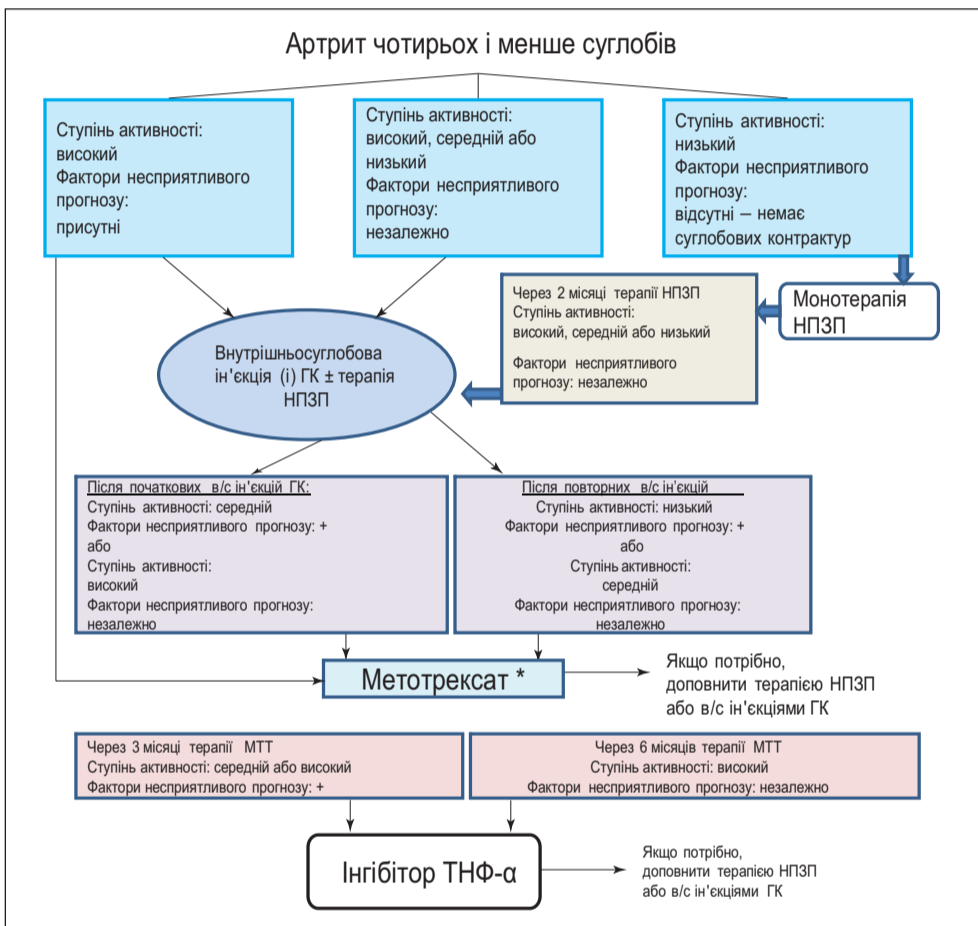 Артрит чотирьох і менше суглобів
Ступінь активності:
високий
Фактори несприятливого
прогнозу:
присутні
Ступінь активності:
високий, середній або
низький
Фактори несприятливого
прогнозу:
незалежно
Ступінь активності:
низький
Фактори несприятливого
прогнозу:
відсутні – немає
суглобових контрактур
Монотерапія
НПЗП
Через 2 місяці терапії НПЗП
Ступінь активності:
високий, середній або низький
Фактори несприятливого
прогнозу: незалежно
Внутрішньосуглобова
ін'єкція (і) ГК ± терапія
НПЗП
Після початкових в/с ін'єкцій ГК:
Ступінь активності: середній
Фактори несприятливого прогнозу: +
або
Ступінь активності:
високий
Фактори несприятливого прогнозу:
незалежно
Після повторних в/с ін'єкцій
Ступінь активності: низький
Фактори несприятливого прогнозу: +
або
Ступінь активності:
середній
Фактори несприятливого прогнозу:
незалежно
Метотрексат *
Якщо потрібно,
доповнити терапією НПЗП
або в/с ін'єкціями ГК
Через 3 місяці терапії МТТ
Ступінь активності: середній або високий
Фактори несприятливого прогнозу: +
Через 6 місяців терапії МТТ
Ступінь активності: високий
Фактори несприятливого прогнозу: незалежно
Інгібітор ТНФ-α
Якщо потрібно,
доповнити терапією НПЗП
або в/с ін'єкціями ГК